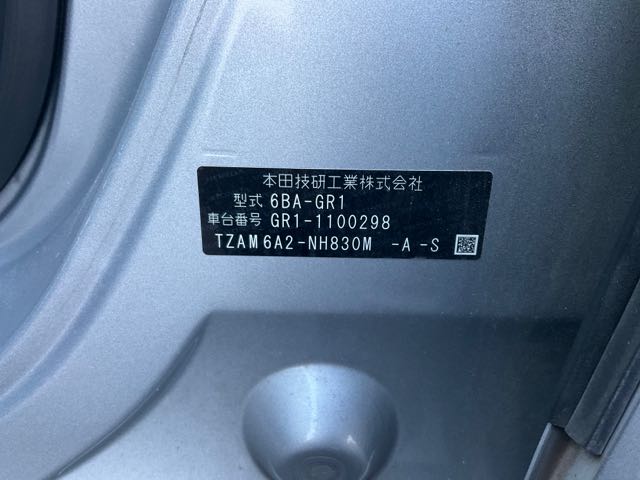 本田技研工業株式会社
型式 6BA-GR1
車台番号 GR1-1100298
TZAM6A2-NH830M -A-S